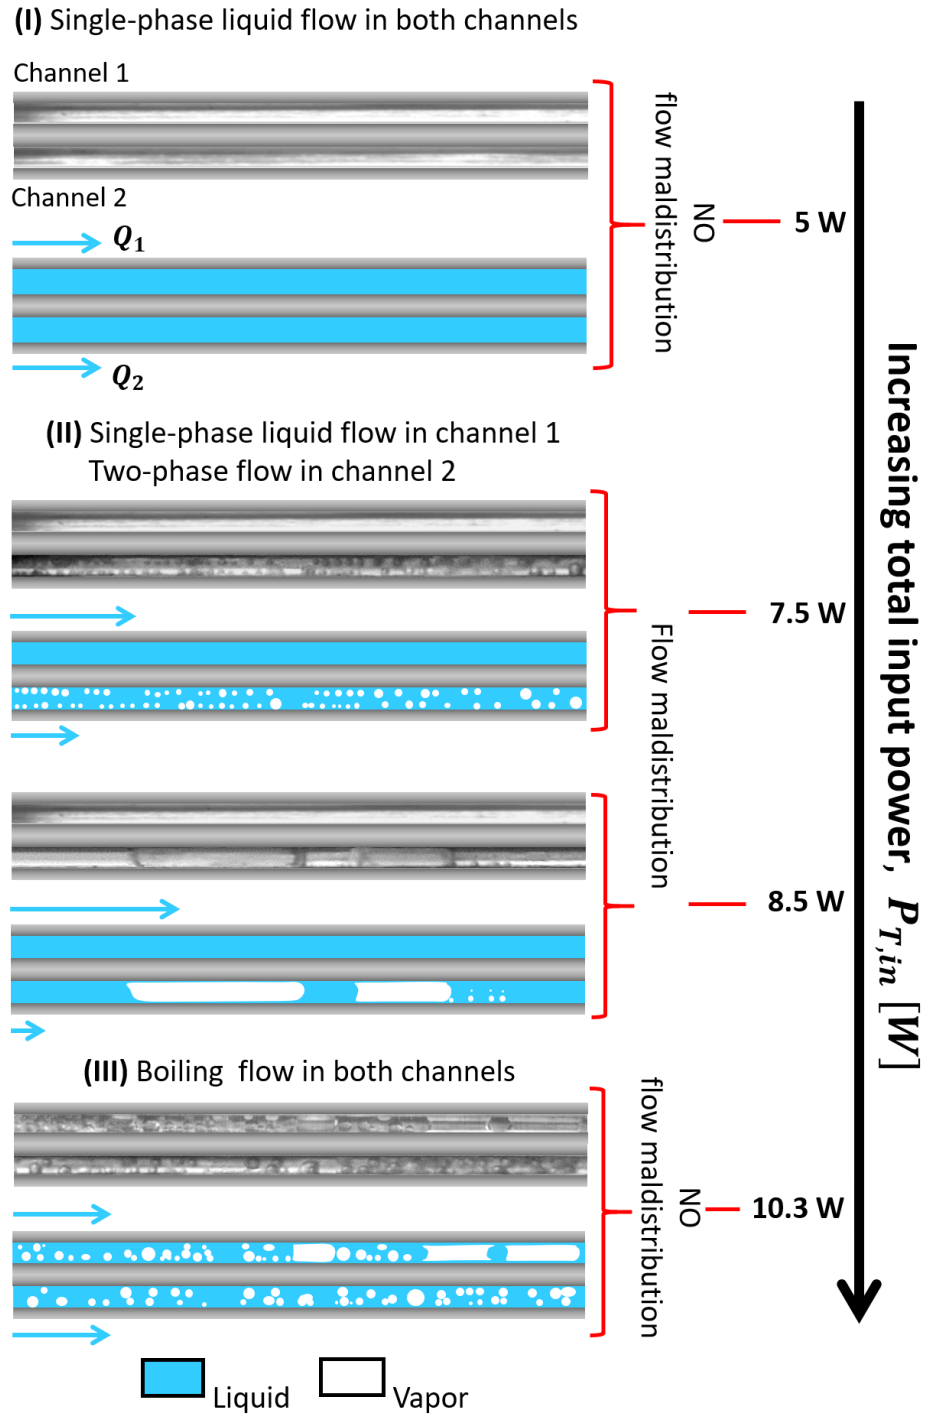 (I) Single-phase liquid flow in both channels
Channel 1
Channel 2
Q1
Q2
NO
flow maldistribution
5 W
(II) Single-phase liquid flow in channel 1
Two-phase flow in channel 2
7.5 W
Flow maldistribution
8.5 W
(III) Boiling flow in both channels
NO
flow maldistribution
10.3 W
Increasing total input power, P_T,in [W]
Liquid
Vapor